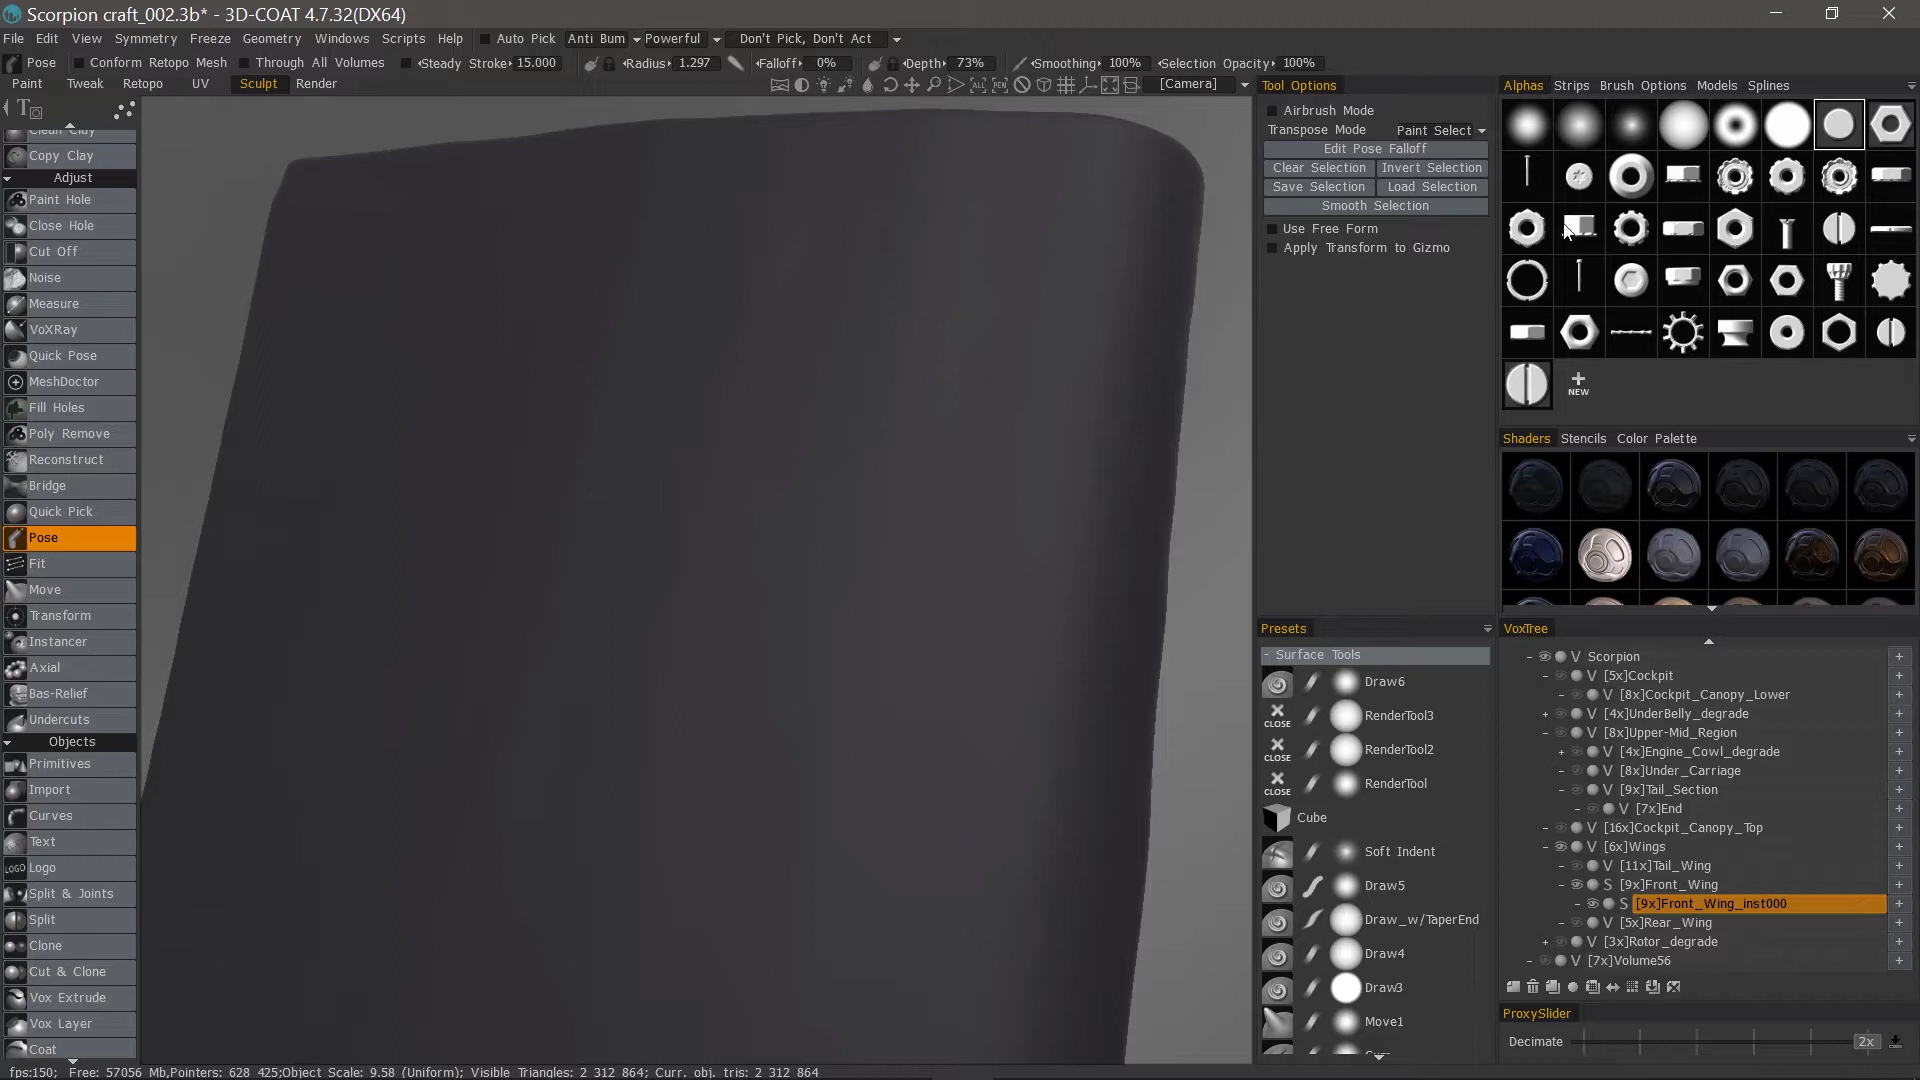 Scorpion craft_002.3b* - 3D-COAT 4.7.32(DX64)
File Edit View Symmetry Freeze Geometry Windows Scripts Help Auto Pick Anti Bum Powerful Don't Pick, Don't Act
Pose Conform Retopo Mesh Through All Volumes Steady Stroke 15.000 Radius 1.297 Falloff 0% Depth 73% Smoothing 100% Selection Opacity 100%
Paint Tweak Retopo UV Sculpt Render [Camera]
Clean Clay
Copy Clay
Adjust
Paint Hole
Close Hole
Cut Off
Noise
Measure
VoXRay
Quick Pose
MeshDoctor
Fill Holes
Poly Remove
Reconstruct
Bridge
Quick Pick
Pose
Fit
Move
Transform
Instancer
Axial
Bas-Relief
Undercuts
Objects
Primitives
Import
Curves
Text
LOGO Logo
Split & Joints
Split
Clone
Cut & Clone
Vox Extrude
Vox Layer
Coat
Tool Options
Airbrush Mode
Transpose Mode Paint Select
Edit Pose Falloff
Clear Selection Invert Selection
Save Selection Load Selection
Smooth Selection
Use Free Form
Apply Transform to Gizmo
Presets
- Surface Tools
Draw6
CLOSE RenderTool3
CLOSE RenderTool2
CLOSE RenderTool
Cube
Soft Indent
Draw5
Draw_w/TaperEnd
Draw4
Draw3
Move1
Alphas Strips Brush Options Models Splines
NEW
Shaders Stencils Color Palette
VoxTree
V Scorpion
V [5x]Cockpit
V [8x]Cockpit_Canopy_Lower
V [4x]UnderBelly_degrade
V [8x]Upper-Mid_Region
V [4x]Engine_Cowl_degrade
V [8x]Under_Carriage
V [9x]Tail_Section
V [7x]End
V [16x]Cockpit_Canopy_Top
V [6x]Wings
V [11x]Tail_Wing
S [9x]Front_Wing
S [9x]Front_Wing_inst000
V [5x]Rear_Wing
V [3x]Rotor_degrade
V [7x]Volume56
ProxySlider
Decimate 2x
fps:150; Free: 57056 Mb,Pointers: 628 425;Object Scale: 9.58 (Uniform); Visible Triangles: 2 312 864; Curr. obj. tris: 2 312 864